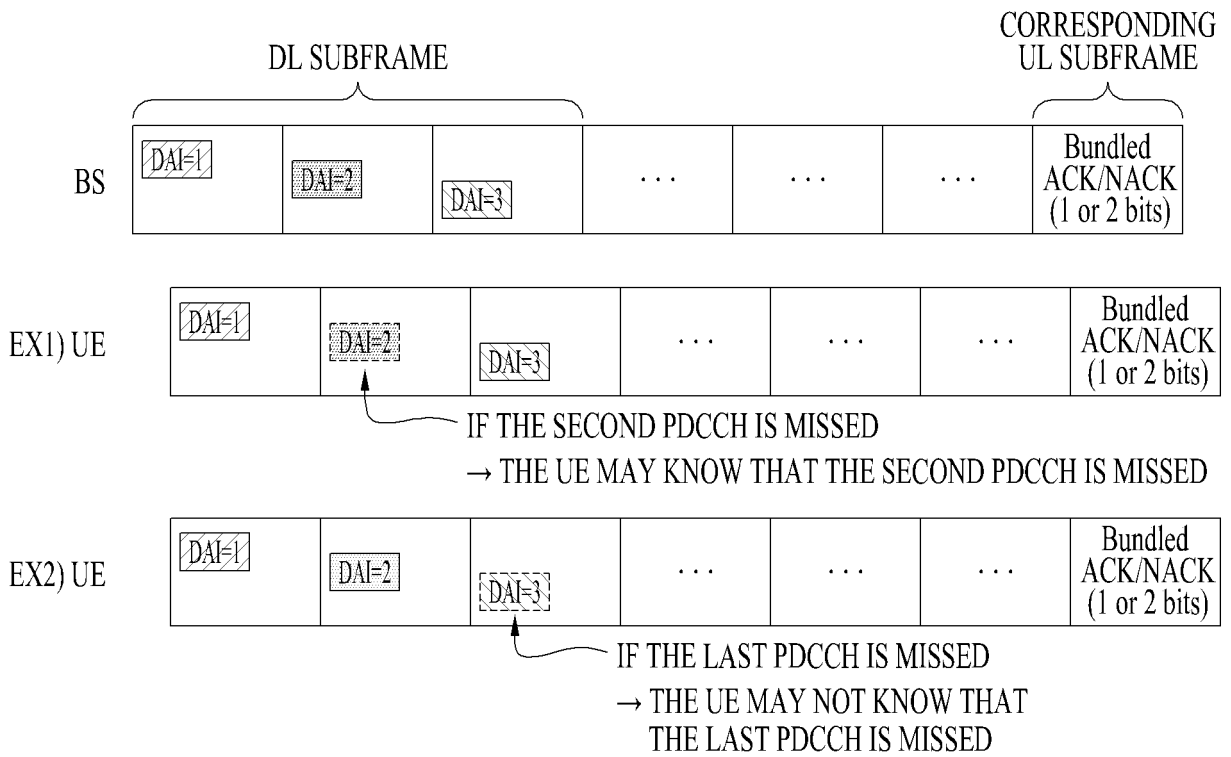 DL SUBFRAME
CORRESPONDING
UL SUBFRAME
BS
DAI=1
DAI=2
DAI=3
. . .
. . .
. . .
Bundled
ACK/NACK
(1 or 2 bits)
EX1) UE
DAI=1
DAI=2
DAI=3
. . .
. . .
. . .
Bundled
ACK/NACK
(1 or 2 bits)
IF THE SECOND PDCCH IS MISSED
→ THE UE MAY KNOW THAT THE SECOND PDCCH IS MISSED
EX2) UE
DAI=1
DAI=2
DAI=3
. . .
. . .
. . .
Bundled
ACK/NACK
(1 or 2 bits)
IF THE LAST PDCCH IS MISSED
→ THE UE MAY NOT KNOW THAT
THE LAST PDCCH IS MISSED